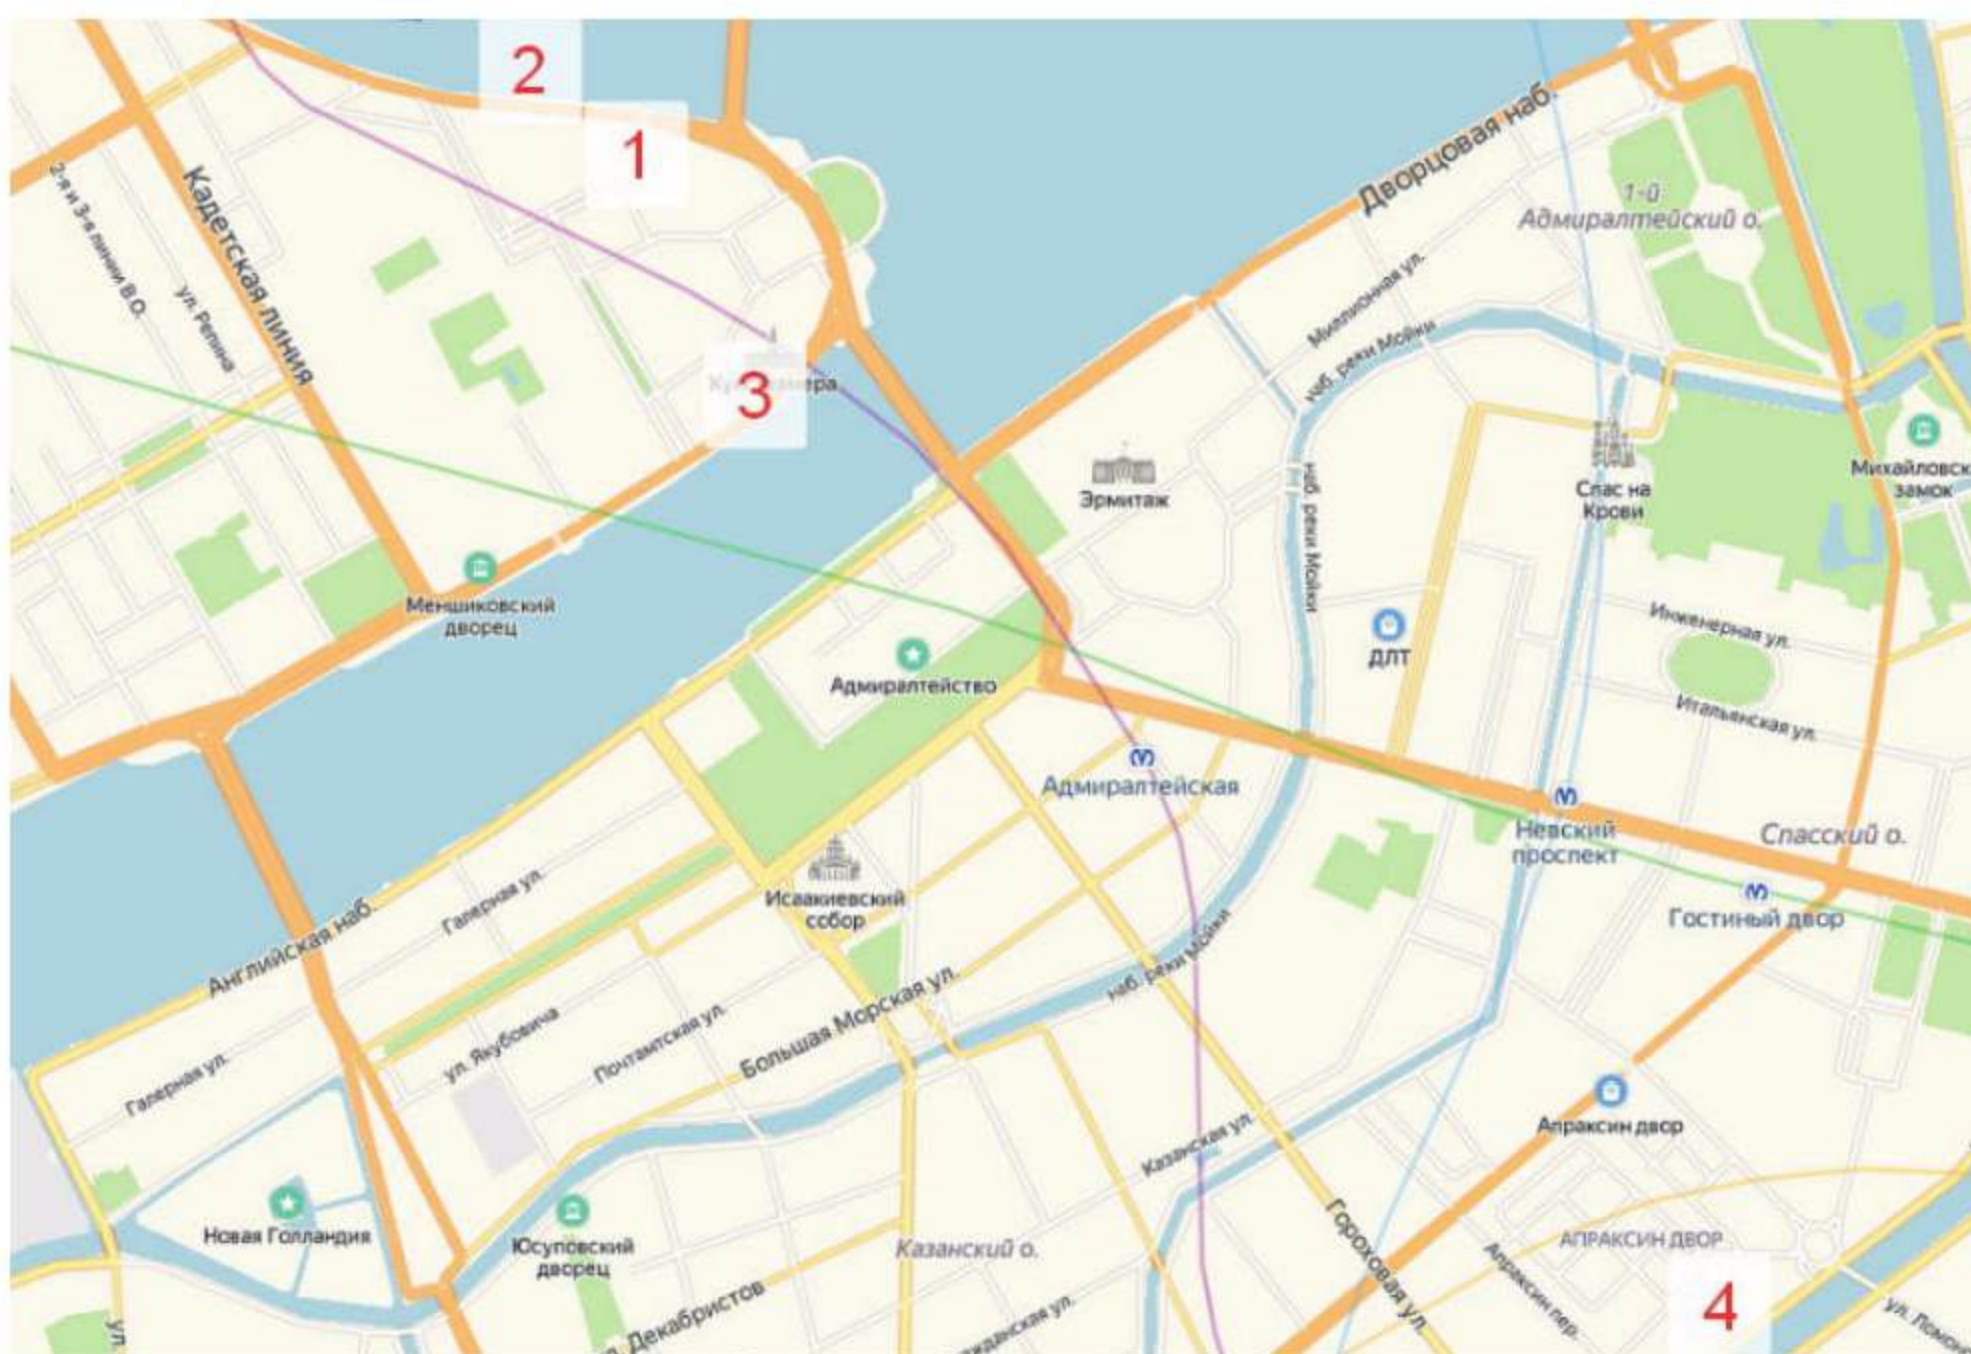 2
1
Дворцовая наб.
1-й
Адмиралтейский о.
2-я и 3-я линии В.О.
ул. Репина
Кадетская линия
Миллионная ул.
наб. реки Мойки
3
Эрмитаж
наб. реки Мойки
Спас на
Крови
замок
Меншиковский
дворец
Адмиралтейство
ДЛТ
Инженерная ул.
Итальянская ул.
Адмиралтейская
Невский
проспект
Спасский о.
Гостиный двор
Исаакиевский
собор
Галерная ул.
Английская наб.
наб. реки Мойки
Большая Морская ул.
Почтамтская ул.
ул. Якубовича
Галерная ул.
Казанская ул.
Апраксин двор
Новая Голландия
Юсуповский
дворец
Казанский о.
Гороховая ул.
АПРАКСИН ДВОР
Апраксин пер.
4
Декабристов
ул.